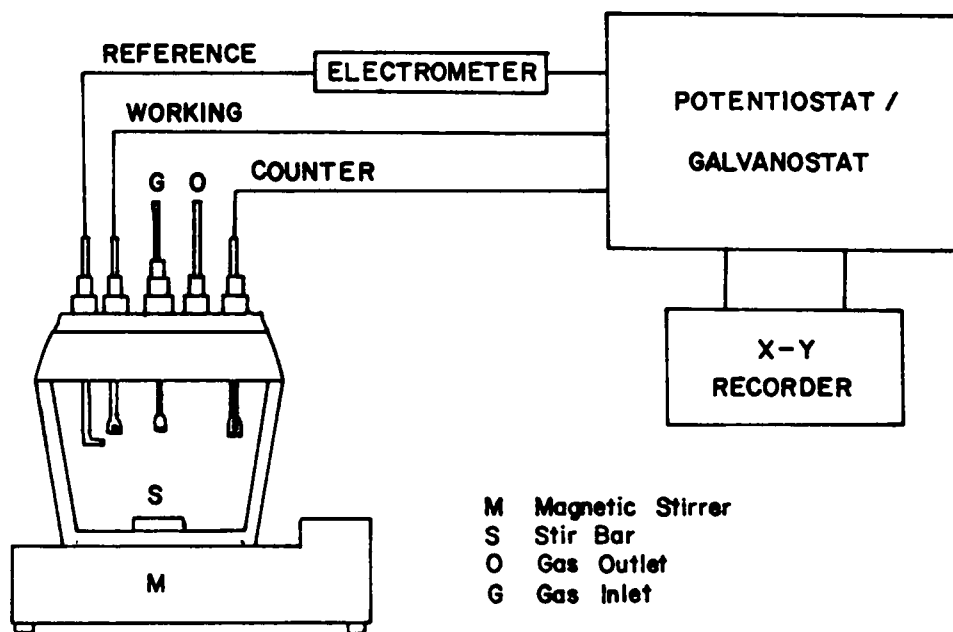 REFERENCE
ELECTROMETER
WORKING
POTENTIOSTAT /
GALVANOSTAT
G O
COUNTER
X-Y
RECORDER
S
M
M Magnetic Stirrer
S Stir Bar
O Gas Outlet
G Gas Inlet